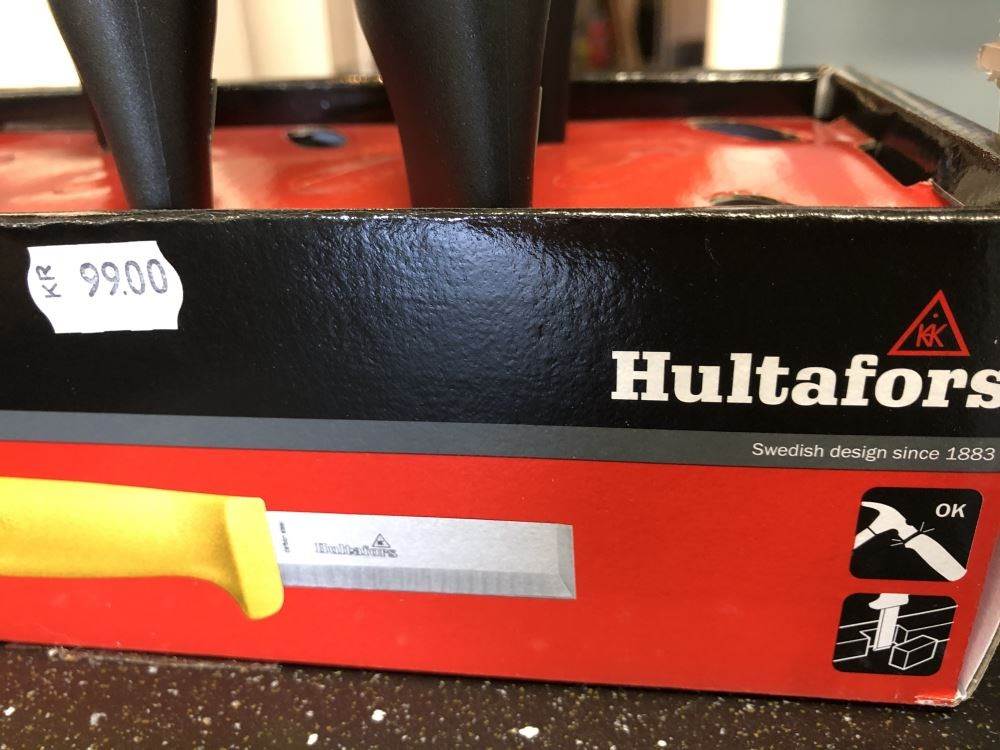 KR 99.00
KK
Hultafors
Swedish design since 1883
OK
Hultafors